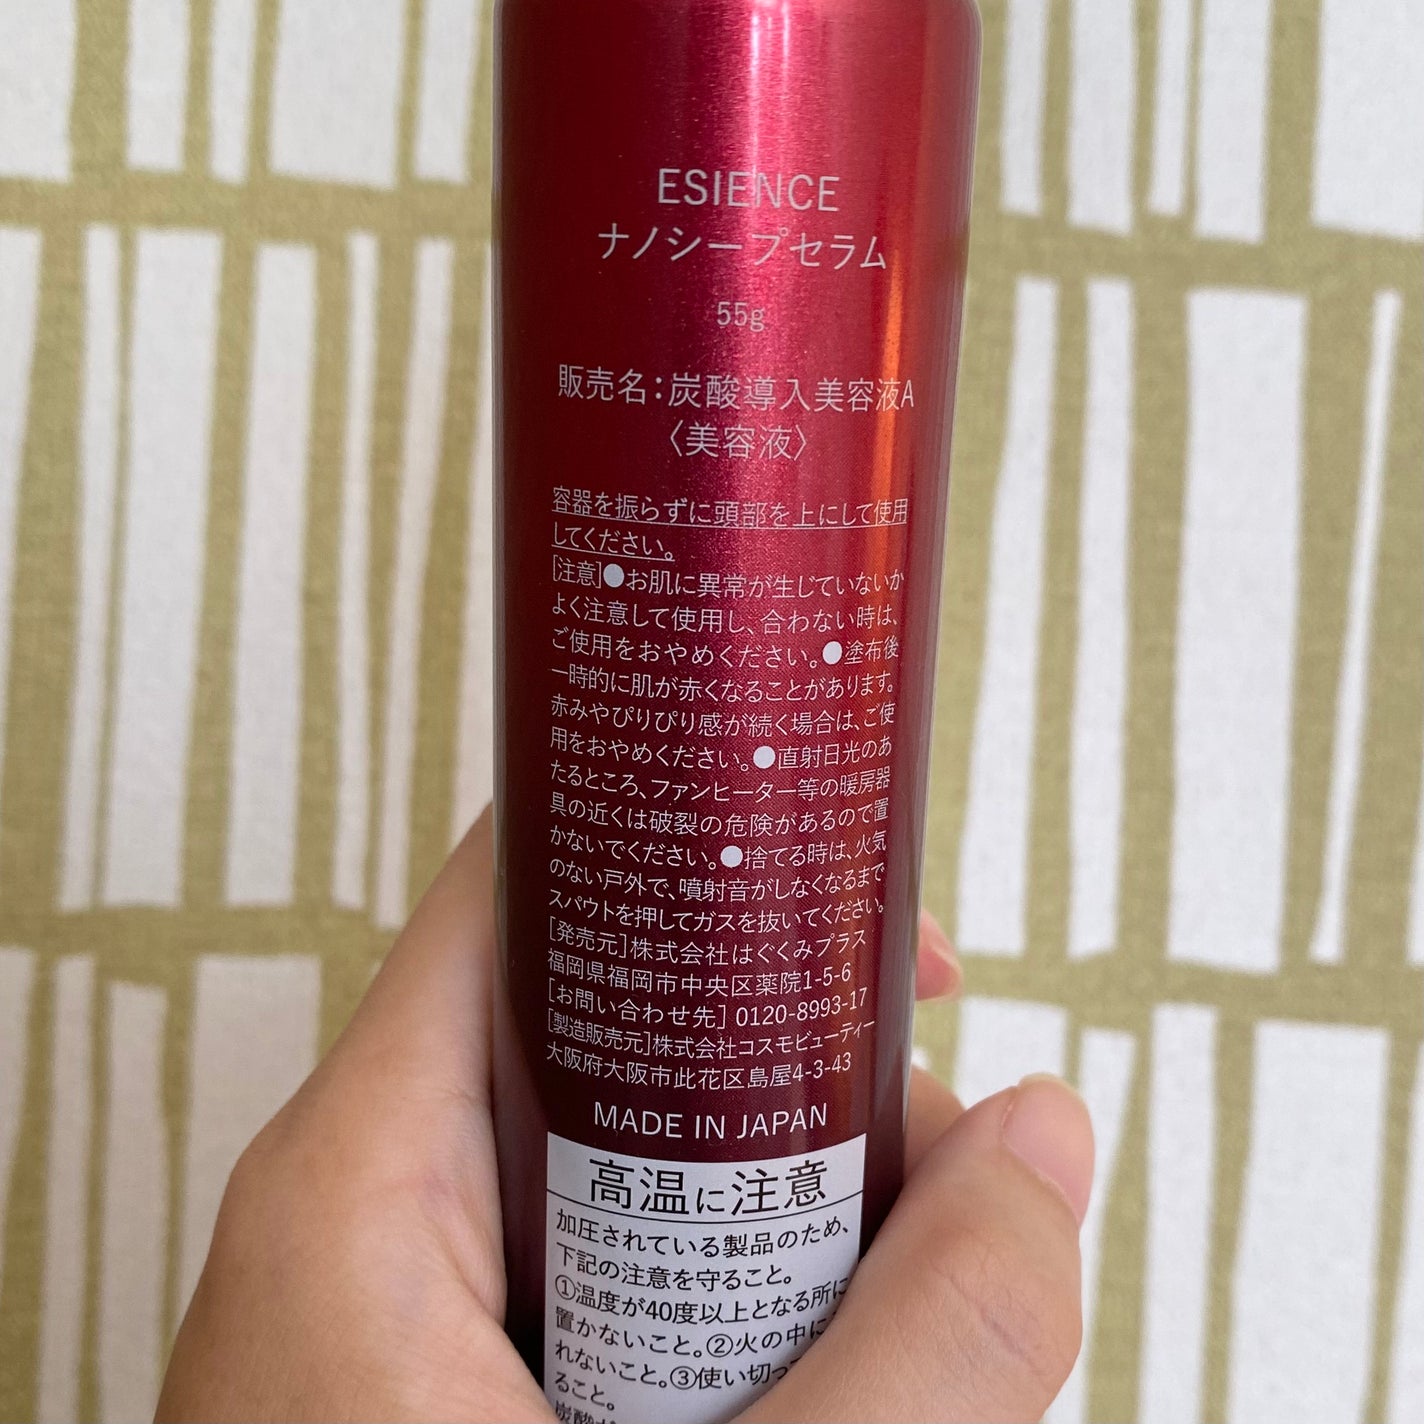 ESIENCE
ナノシープセラム
55g
販売名:炭酸導入美容液A
〈美容液〉
容器を振らずに頭部を上にして使用
してください。
[注意]●お肌に異常が生じていないか
よく注意して使用し、合わない時は、
ご使用をおやめください。●塗布後
一時的に肌が赤くなることがあります。
赤みやぴりぴり感が続く場合は、ご使
用をおやめください。●直射日光のあ
たるところ、ファンヒーター等の暖房器
具の近くは破裂の危険があるので置
かないでください。●捨てる時は、火気
のない戸外で、噴射音がしなくなるまで
スパウトを押してガスを抜いてください。
[発売元]株式会社はぐくみプラス
福岡県福岡市中央区薬院1-5-6
[お問い合わせ先] 0120-8993-17
[製造販売元]株式会社コスモビューティー
大阪府大阪市此花区島屋4-3-43
MADE IN JAPAN
高温に注意
加圧されている製品のため、
下記の注意を守ること。
①温度が40度以上となる所に
置かないこと。②火の中に
れないこと。③使い切っ
ること。